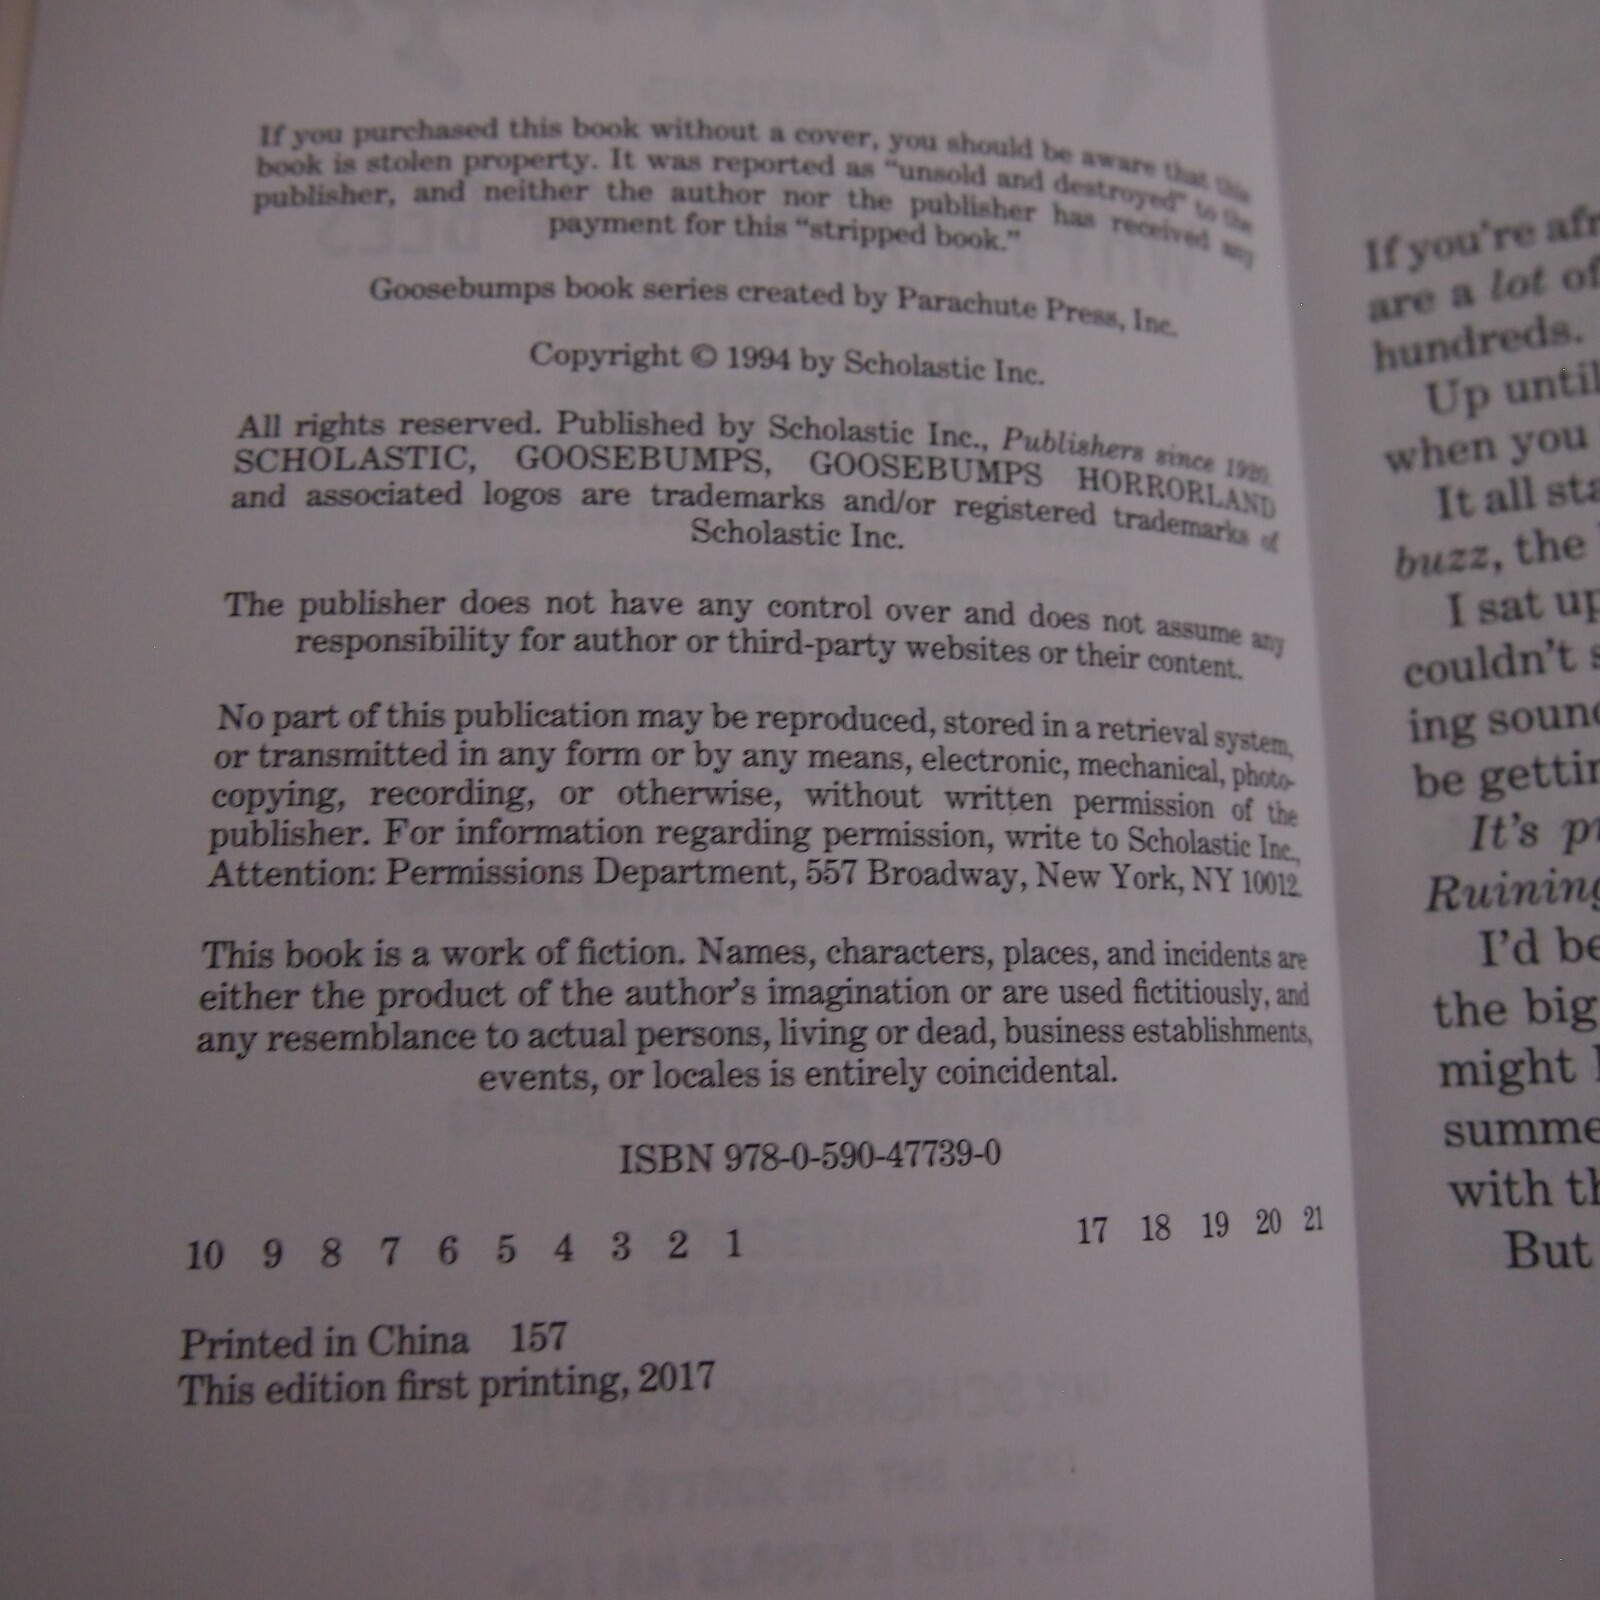 If you purchased this book without a cover, you should be aware that this
book is stolen property. It was reported as “unsold and destroyed” to the
publisher, and neither the author nor the publisher has received any
payment for this “stripped book.”
Goosebumps book series created by Parachute Press, Inc.
Copyright © 1994 by Scholastic Inc.
All rights reserved. Published by Scholastic Inc., Publishers since 1920.
SCHOLASTIC, GOOSEBUMPS, GOOSEBUMPS HORRORLAND
and associated logos are trademarks and/or registered trademarks of
Scholastic Inc.
The publisher does not have any control over and does not assume any
responsibility for author or third-party websites or their content.
No part of this publication may be reproduced, stored in a retrieval system,
or transmitted in any form or by any means, electronic, mechanical, photo-
copying, recording, or otherwise, without written permission of the
publisher. For information regarding permission, write to Scholastic Inc.,
Attention: Permissions Department, 557 Broadway, New York, NY 10012.
This book is a work of fiction. Names, characters, places, and incidents are
either the product of the author’s imagination or are used fictitiously, and
any resemblance to actual persons, living or dead, business establishments,
events, or locales is entirely coincidental.
ISBN 978-0-590-47739-0
10 9 8 7 6 5 4 3 2 1 17 18 19 20 21
Printed in China 157
This edition first printing, 2017
If you’re
are a lot of
hundreds.
Up until
when you
It all
buzz, the
I sat up
couldn’t
ing
be
It’s
Ruining
I’d
the big
might
with
But